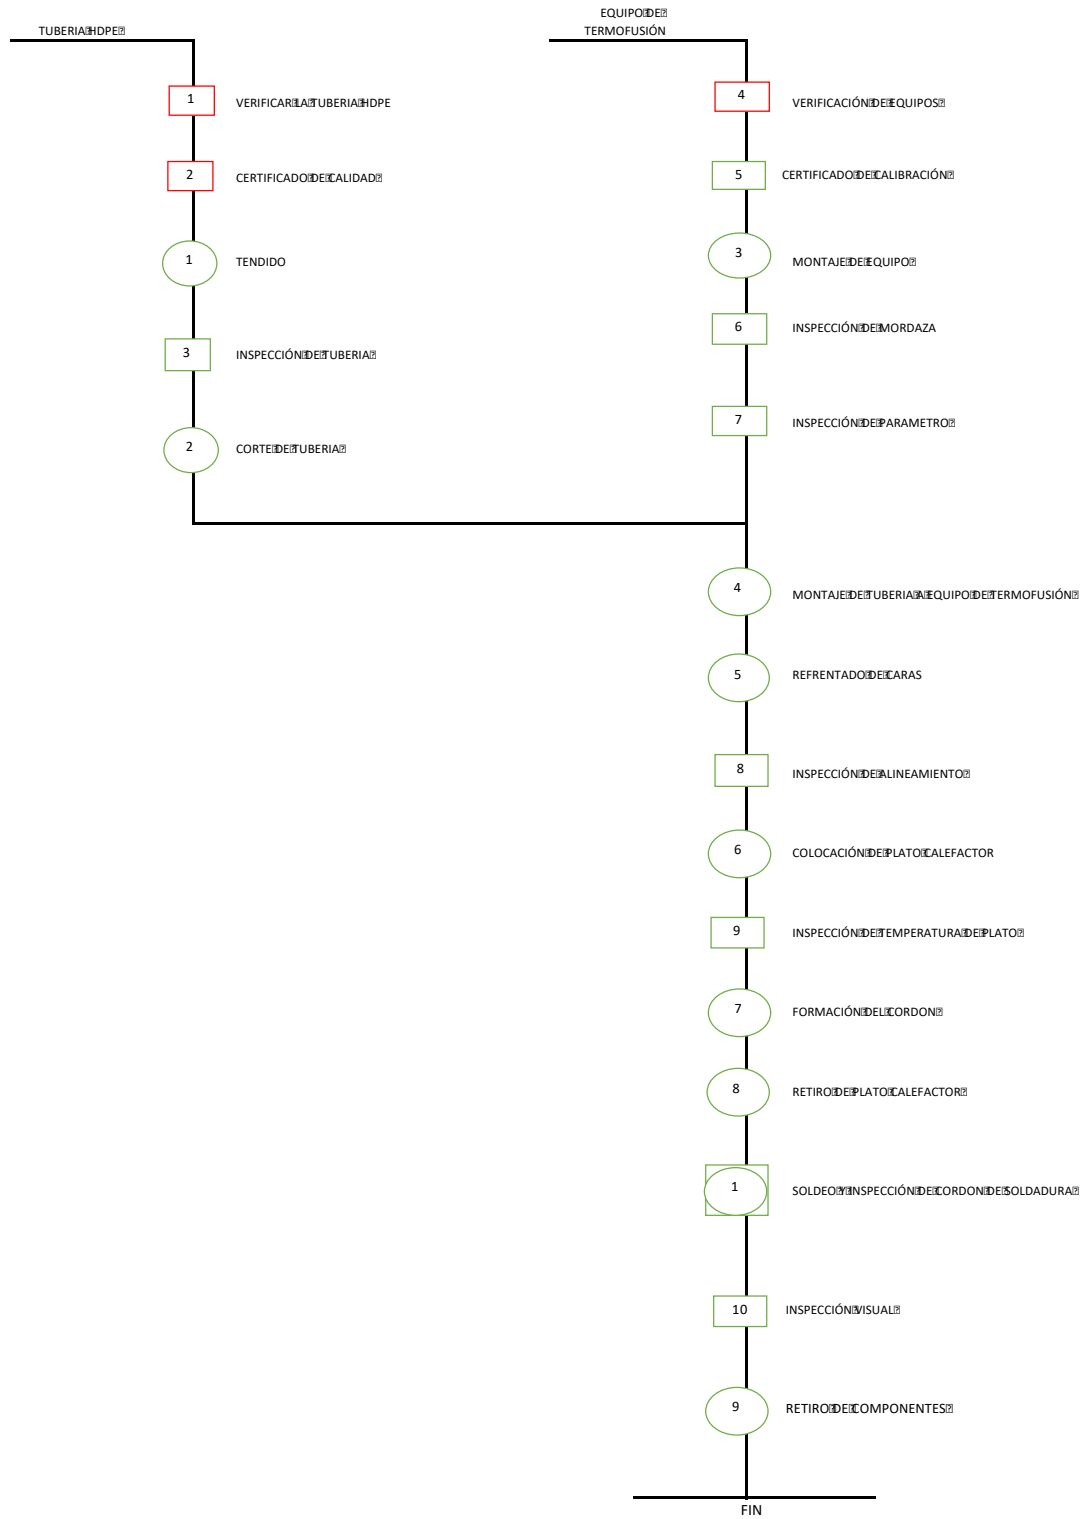 TUBERIA HDPE
1
VERIFICAR LA TUBERIA HDPE
2
CERTIFICADO DE CALIDAD
1
TENDIDO
3
INSPECCIÓN DE TUBERIA
2
CORTE DE TUBERIA
EQUIPO DE
TERMOFUSIÓN
4
VERIFICACIÓN DE EQUIPOS
5
CERTIFICADO DE CALIBRACIÓN
3
MONTAJE DE EQUIPO
6
INSPECCIÓN DE MORDAZA
7
INSPECCIÓN DE PARAMETRO
4
MONTAJE DE TUBERIA A EQUIPO DE TERMOFUSIÓN
5
REFRENTADO DE CARAS
8
INSPECCIÓN DE ALINEAMIENTO
6
COLOCACIÓN DE PLATO CALEFACTOR
9
INSPECCIÓN DE TEMPERATURA DE PLATO
7
FORMACIÓN DEL CORDON
8
RETIRO DE PLATO CALEFACTOR
1
SOLDEO Y INSPECCIÓN DE CORDON DE SOLDADURA
10
INSPECCIÓN VISUAL
9
RETIRO DE COMPONENTES
FIN